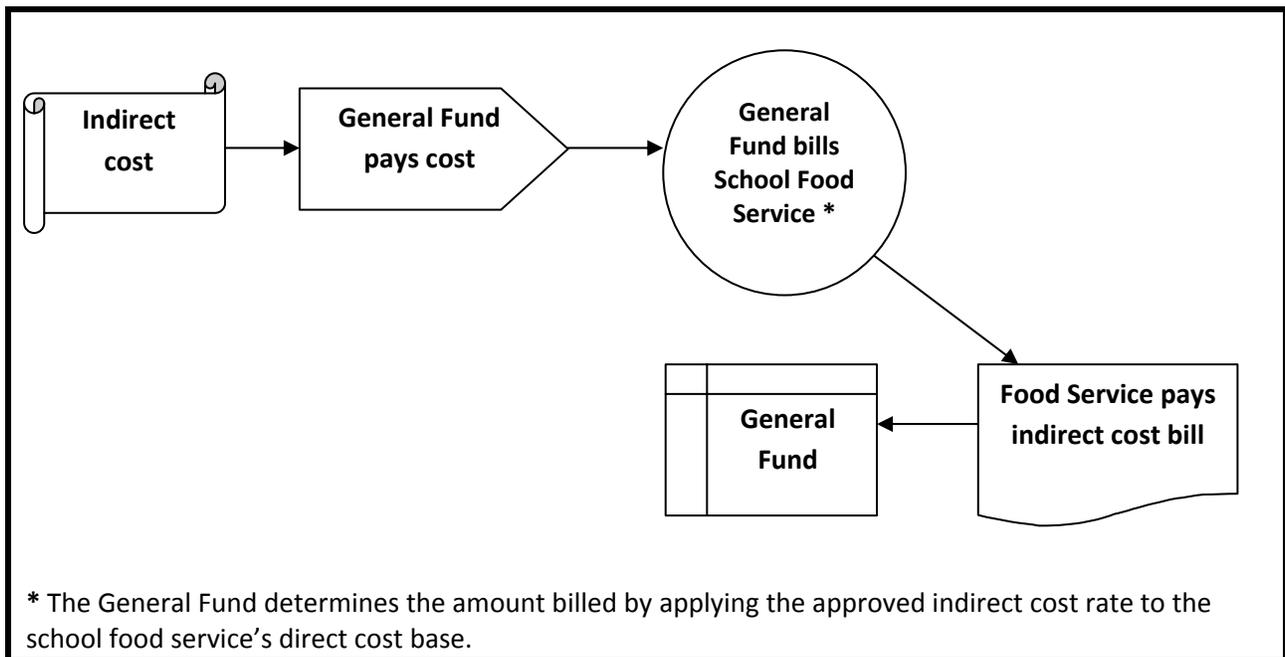 Indirect
cost
General Fund
pays cost
General
Fund bills
School Food
Service *
Food Service pays
indirect cost bill
General
Fund
* The General Fund determines the amount billed by applying the approved indirect cost rate to the
school food service’s direct cost base.